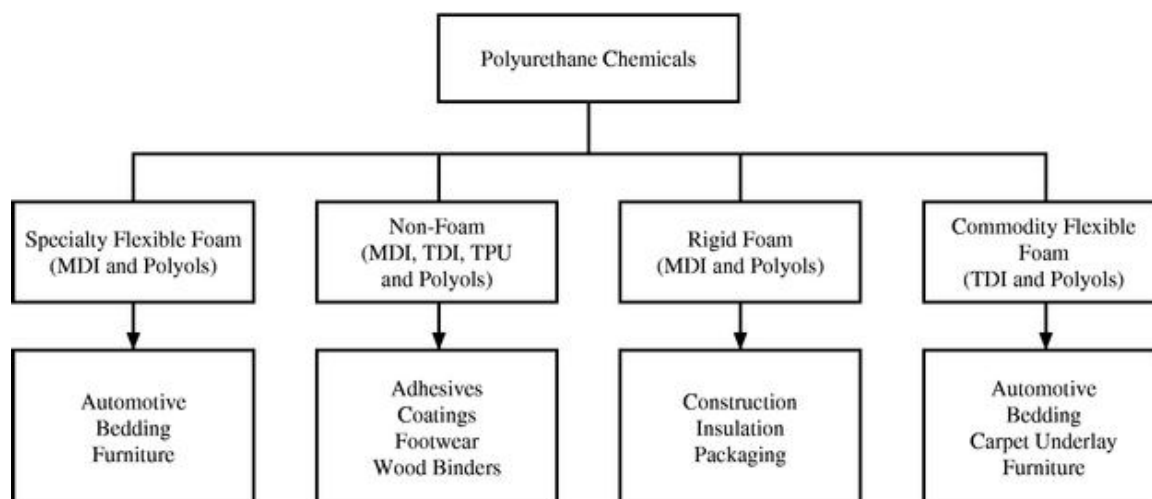 Polyurethane Chemicals
Specialty Flexible Foam
(MDI and Polyols)
Non-Foam
(MDI, TDI, TPU
and Polyols)
Rigid Foam
(MDI and Polyols)
Commodity Flexible
Foam
(TDI and Polyols)
Automotive
Bedding
Furniture
Adhesives
Coatings
Footwear
Wood Binders
Construction
Insulation
Packaging
Automotive
Bedding
Carpet Underlay
Furniture